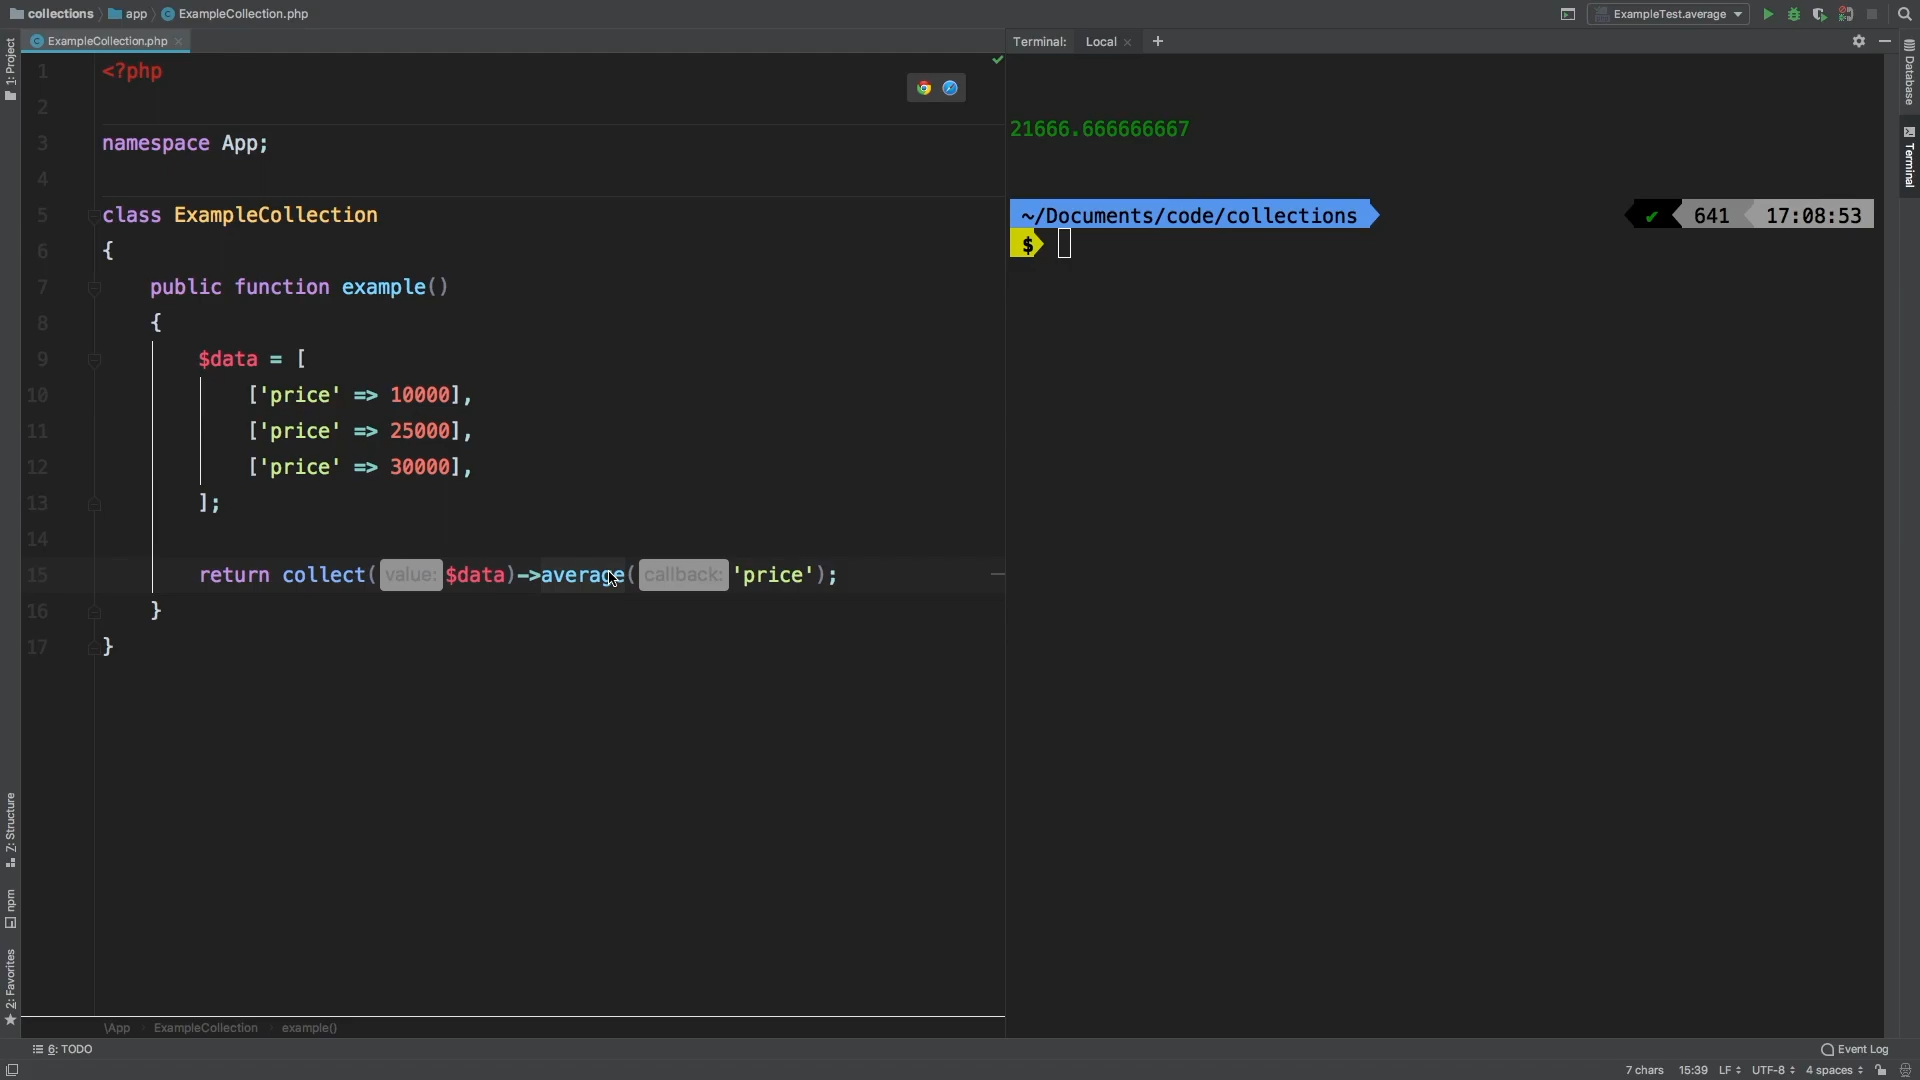 collections app ExampleCollection.php ExampleTest.average
1: Project
ExampleCollection.php
Terminal: Local +
Database
Terminal
1 <?php
2
3 namespace App;
4
5 class ExampleCollection
6 {
7 public function example()
8 {
9 $data = [
10 ['price' => 10000],
11 ['price' => 25000],
12 ['price' => 30000],
13 ];
14
15 return collect( value: $data)->average( callback: 'price');
16 }
17 }
21666.666666667
~/Documents/code/collections ✔ 641 17:08:53
$
Z: Structure
npm
2: Favorites
\App ExampleCollection example()
6: TODO
Event Log
7 chars 15:39 LF UTF-8 4 spaces